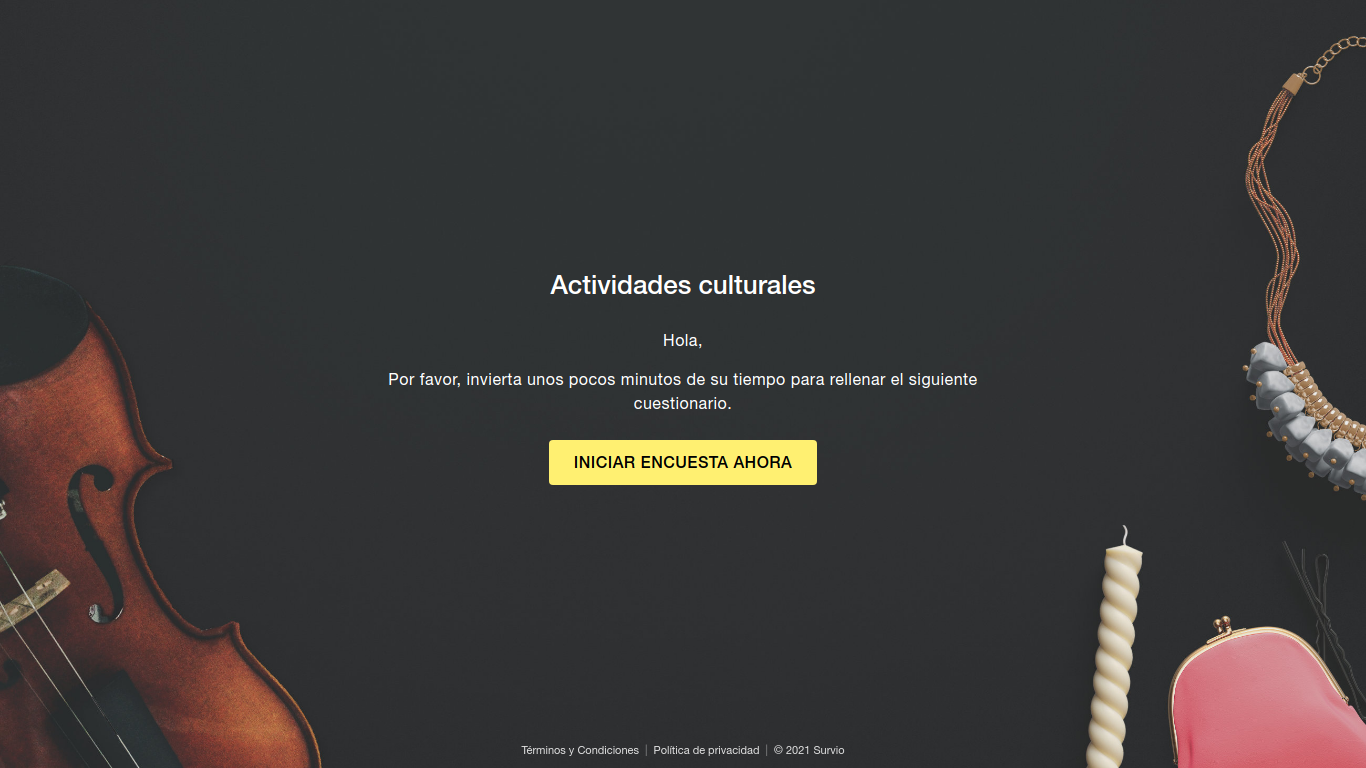 Actividades culturales
Hola,
Por favor, invierta unos pocos minutos de su tiempo para rellenar el siguiente
cuestionario.
INICIAR ENCUESTA AHORA
Términos y Condiciones | Política de privacidad | © 2021 Survio